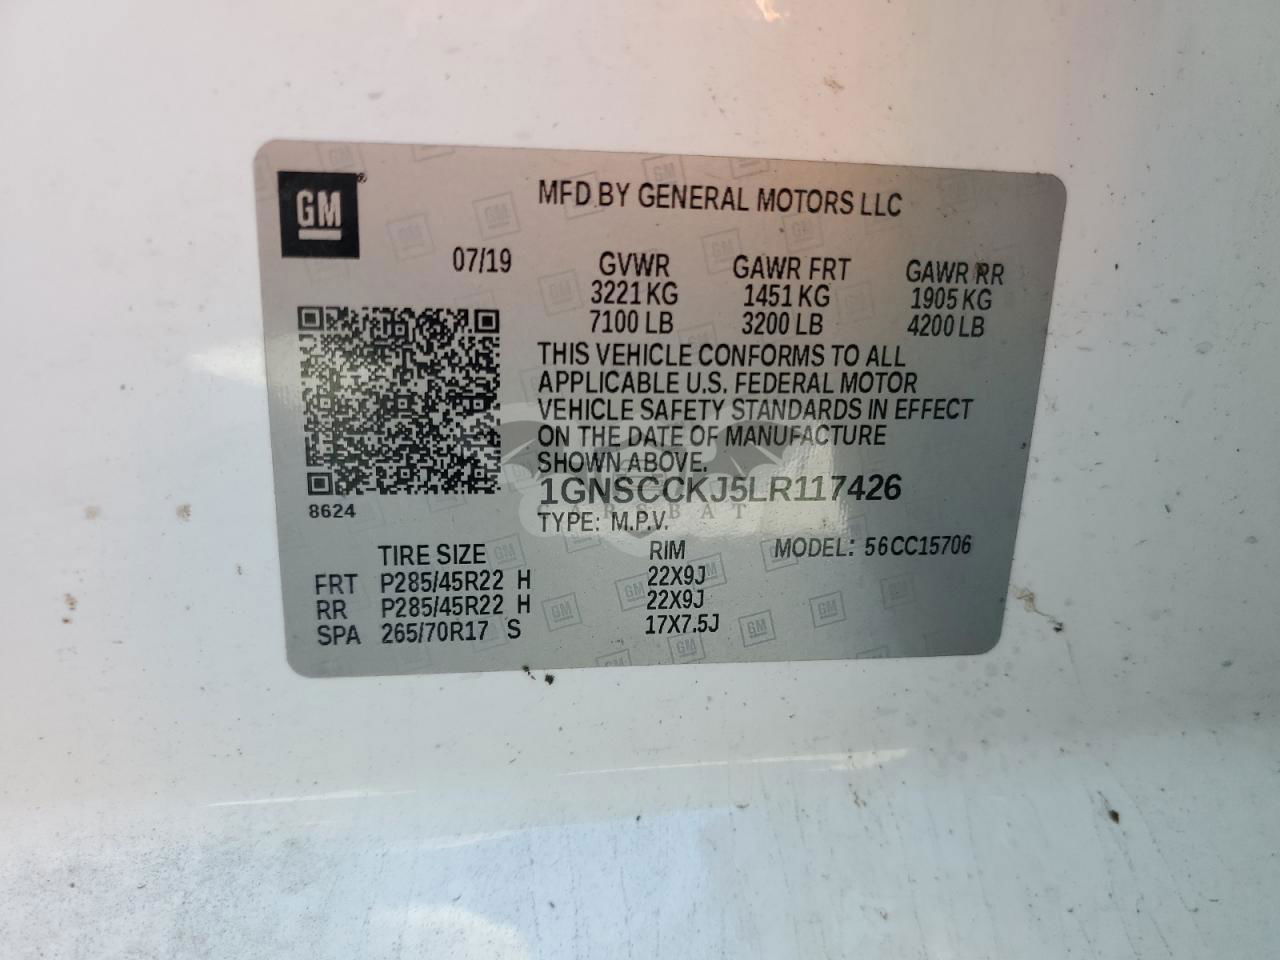 GM
MFD BY GENERAL MOTORS LLC
07/19 GVWR GAWR FRT GAWR RR
3221 KG 1451 KG 1905 KG
7100 LB 3200 LB 4200 LB
THIS VEHICLE CONFORMS TO ALL
APPLICABLE U.S. FEDERAL MOTOR
VEHICLE SAFETY STANDARDS IN EFFECT
ON THE DATE OF MANUFACTURE
SHOWN ABOVE.
1GNSCCKJ5LR117426
CARSBAT
8624
TYPE: M.P.V.
TIRE SIZE RIM MODEL: 56CC15706
FRT P285/45R22 H 22X9J
RR P285/45R22 H 22X9J
SPA 265/70R17 S 17X7.5J